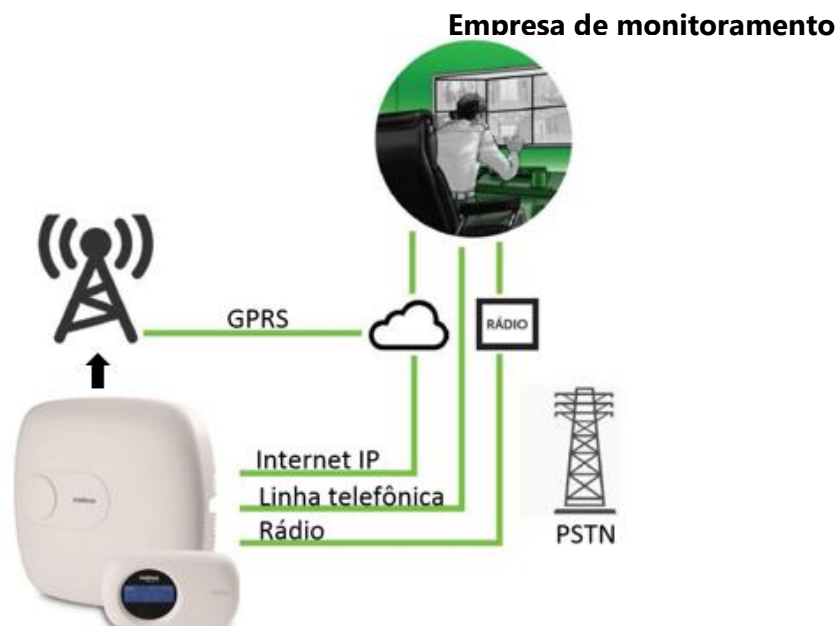 Empresa de monitoramento
GPRS
RÁDIO
Internet IP
Linha telefônica
Rádio
PSTN